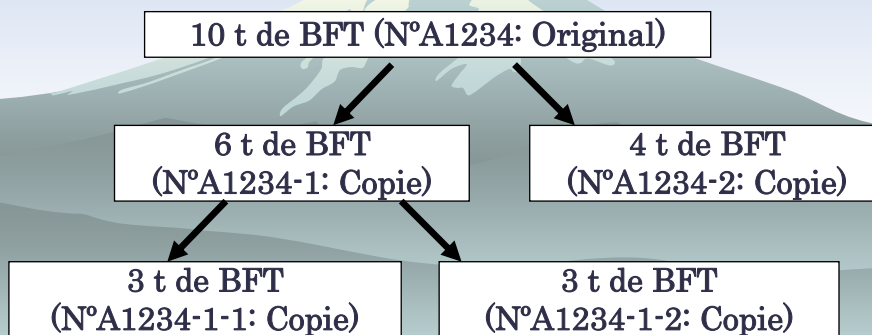 10 t de BFT (NºA1234: Original)
6 t de BFT
(NºA1234-1: Copie)
4 t de BFT
(NºA1234-2: Copie)
3 t de BFT
(NºA1234-1-1: Copie)
3 t de BFT
(NºA1234-1-2: Copie)